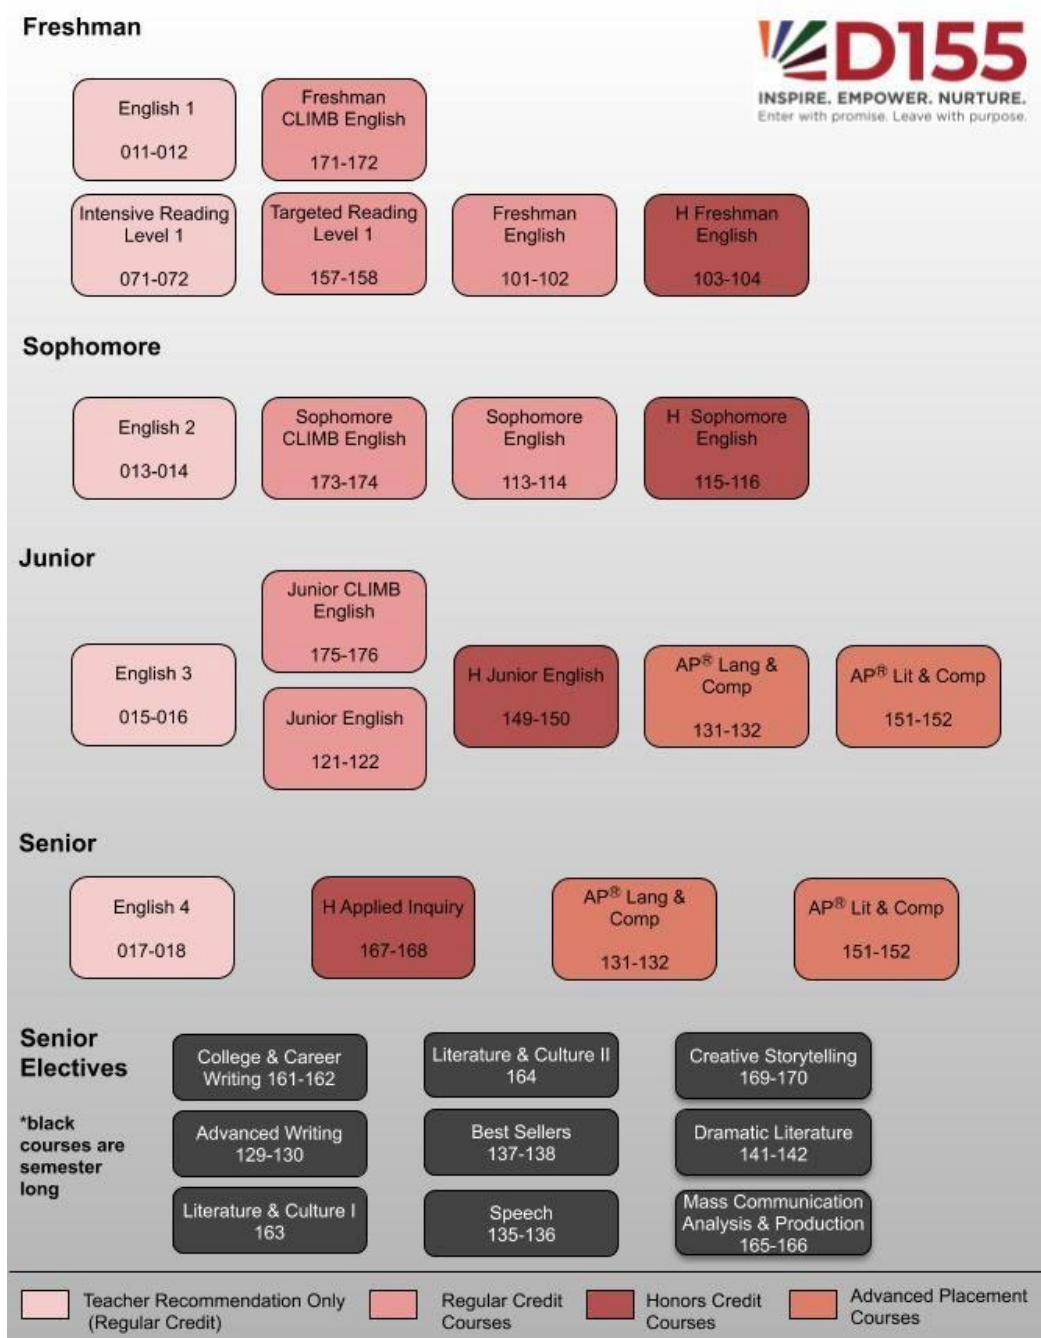 Freshman
D155
INSPIRE. EMPOWER. NURTURE.
Enter with promise. Leave with purpose.
English 1
011-012
Freshman
CLIMB English
171-172
Intensive Reading
Level 1
071-072
Targeted Reading
Level 1
157-158
Freshman
English
101-102
H Freshman
English
103-104
Sophomore
English 2
013-014
Sophomore
CLIMB English
173-174
Sophomore
English
113-114
H Sophomore
English
115-116
Junior
Junior CLIMB
English
175-176
English 3
015-016
Junior English
121-122
H Junior English
149-150
AP® Lang &
Comp
131-132
AP® Lit & Comp
151-152
Senior
English 4
017-018
H Applied Inquiry
167-168
AP® Lang &
Comp
131-132
AP® Lit & Comp
151-152
Senior
Electives
*black
courses are
semester
long
College & Career
Writing 161-162
Literature & Culture II
164
Creative Storytelling
169-170
Advanced Writing
129-130
Best Sellers
137-138
Dramatic Literature
141-142
Literature & Culture I
163
Speech
135-136
Mass Communication
Analysis & Production
165-166
Teacher Recommendation Only
(Regular Credit)
Regular Credit
Courses
Honors Credit
Courses
Advanced Placement
Courses